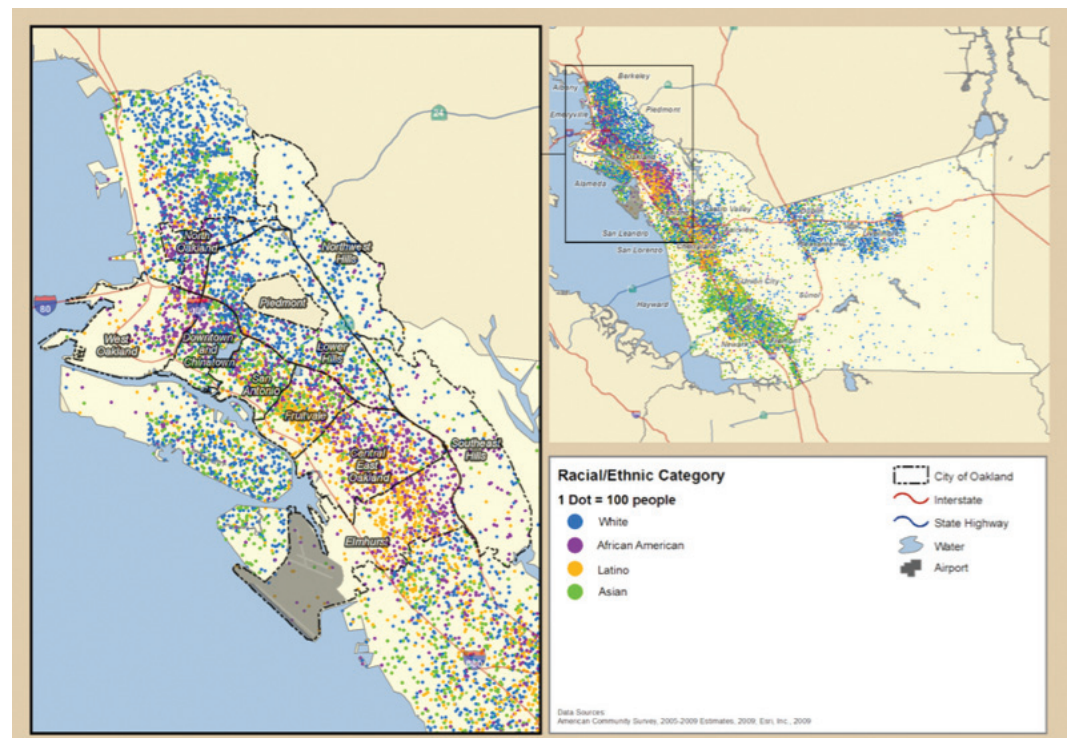 24
North
Oakland
Northwest
Hills
Piedmont
80
West
Oakland
Downtown
and
Chinatown
Lower
Hills
San
Antonio
Fruitvale
Central
East
Oakland
Southeast
Hills
Elmhurst
Berkeley
Albany
Piedmont
Emeryville
Alameda
San Leandro
San Lorenzo
Hayward
Union City
Sunol
Racial/Ethnic Category
1 Dot = 100 people
White
African American
Latino
Asian
City of Oakland
Interstate
State Highway
Water
Airport
Data Sources:
American Community Survey, 2005-2009 Estimates, 2009; Esri, Inc., 2009